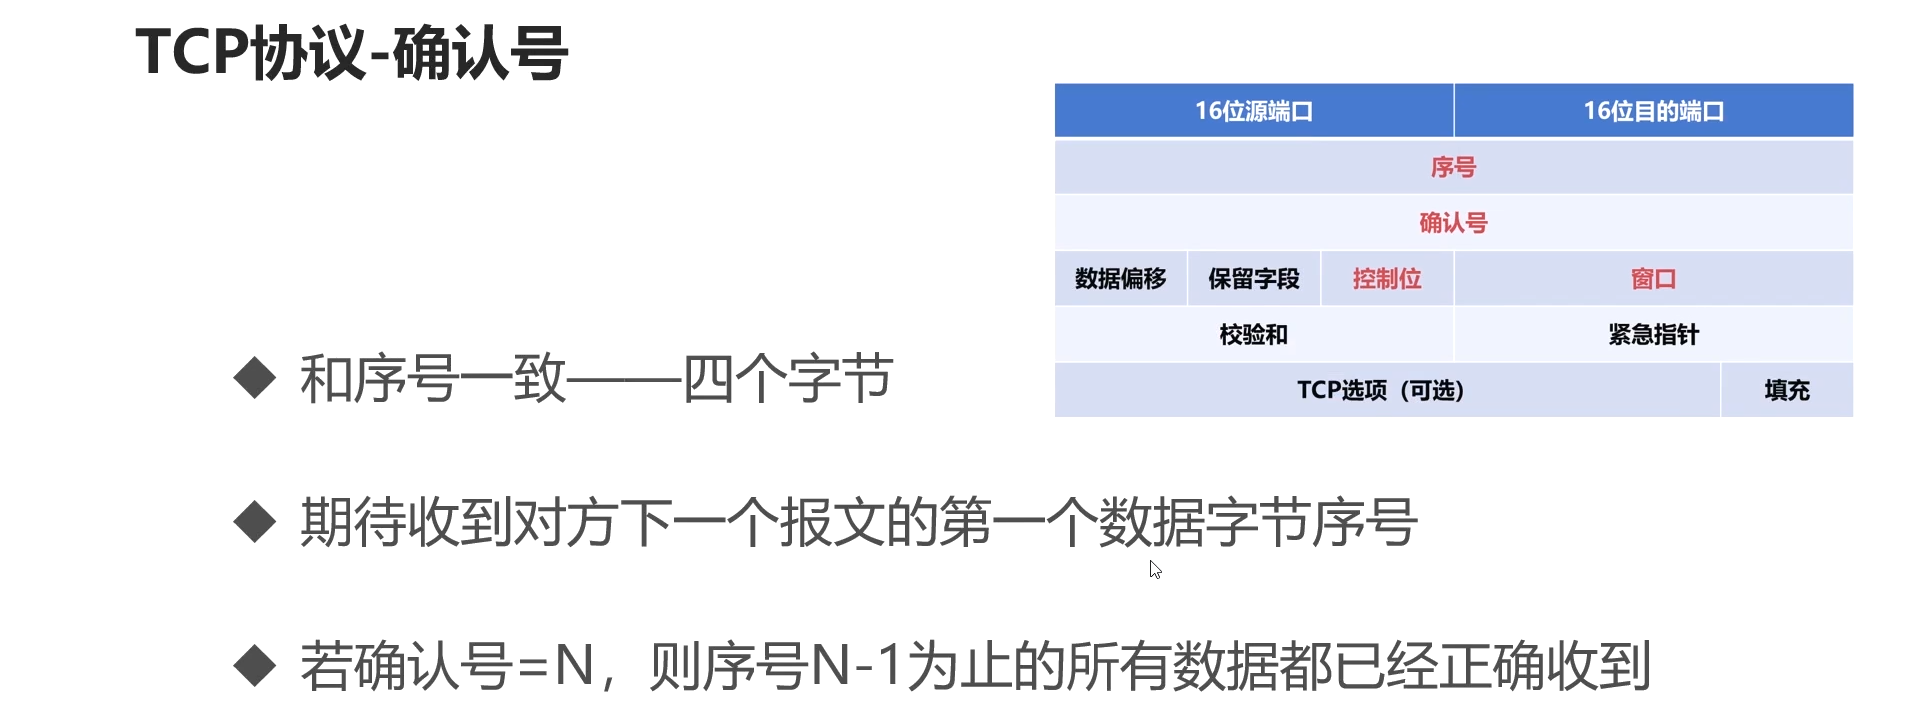 TCP协议-确认号
16位源端口 16位目的端口
序号
确认号
数据偏移 保留字段 控制位 窗口
校验和 紧急指针
TCP选项（可选） 填充
◆ 和序号一致——四个字节
◆ 期待收到对方下一个报文的第一个数据字节序号
◆ 若确认号=N，则序号N-1为止的所有数据都已经正确收到